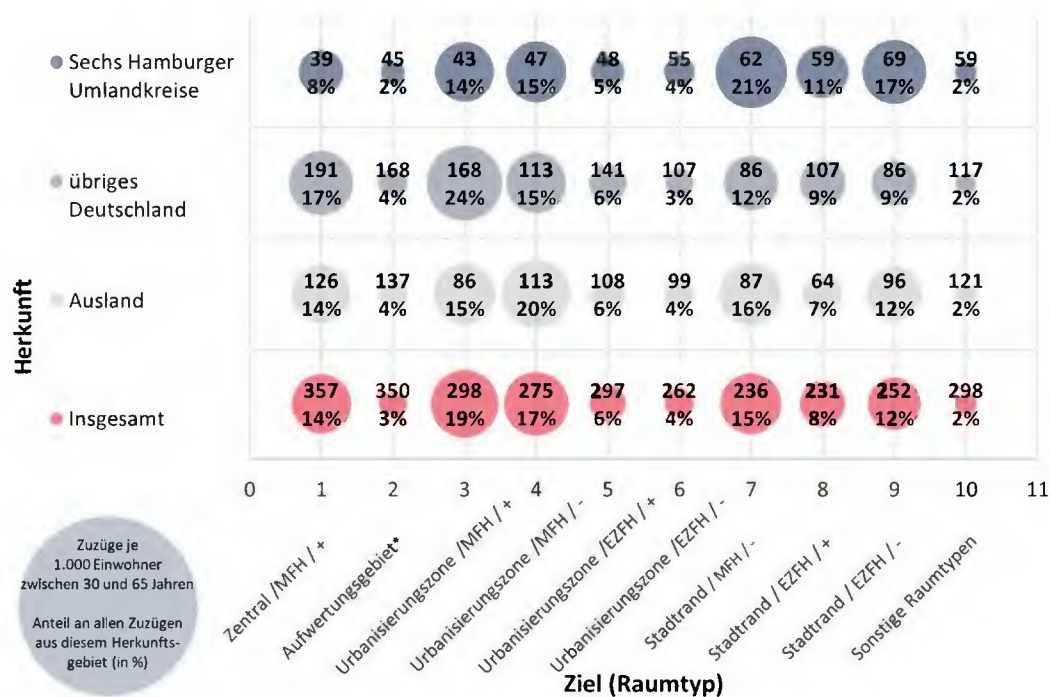 Herkunft
Sechs Hamburger
Umlandkreise
39 45 43 47 48 55 62 59 69 59
8% 2% 14% 15% 5% 4% 21% 11% 17% 2%
übriges
Deutschland
191 168 168 113 141 107 86 107 86 117
17% 4% 24% 15% 6% 3% 12% 9% 9% 2%
Ausland
126 137 86 113 108 99 87 64 96 121
14% 4% 15% 20% 6% 4% 16% 7% 12% 2%
Insgesamt
357 350 298 275 297 262 236 231 252 298
14% 3% 19% 17% 6% 4% 15% 8% 12% 2%
0 1 2 3 4 5 6 7 8 9 10 11
Zentral /MFH / +
Aufwertungsgebiet*
Urbanisierungszone /MFH / +
Urbanisierungzone /MFH / -
Urbanisierungszone /EZFH / +
Urbanisierungszone /EZFH / -
Stadtrand / MFH / -
Stadtrand / EZFH / +
Stadtrand / EZFH / -
Sonstige Raumtypen
Ziel (Raumtyp)
Zuzüge je
1.000 Einwohner
zwischen 30 und 65 Jahren
Anteil an allen Zuzügen
aus diesem Herkunfts-
gebiet (in %)